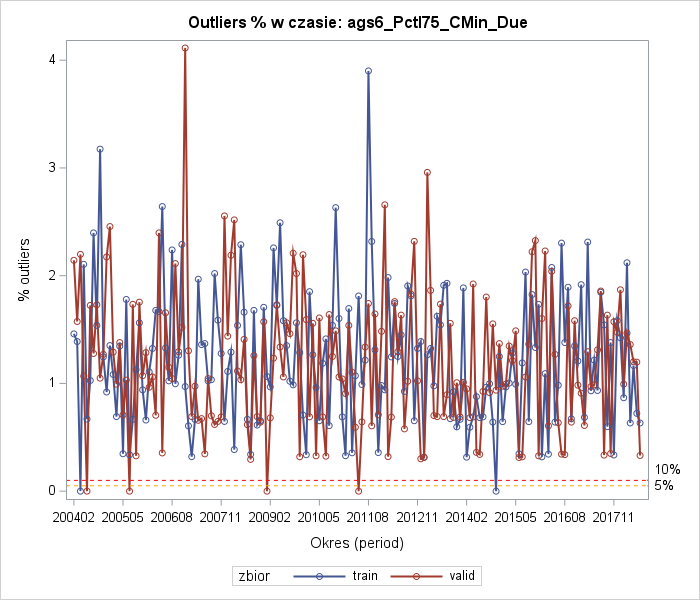 Outliers % w czasie: ags6_Pctl75_CMin_Due
% outliers
4
3
2
1
0
10%
5%
200402 200505 200608 200711 200902 201005 201108 201211 201402 201505 201608 201711
Okres (period)
zbior train valid